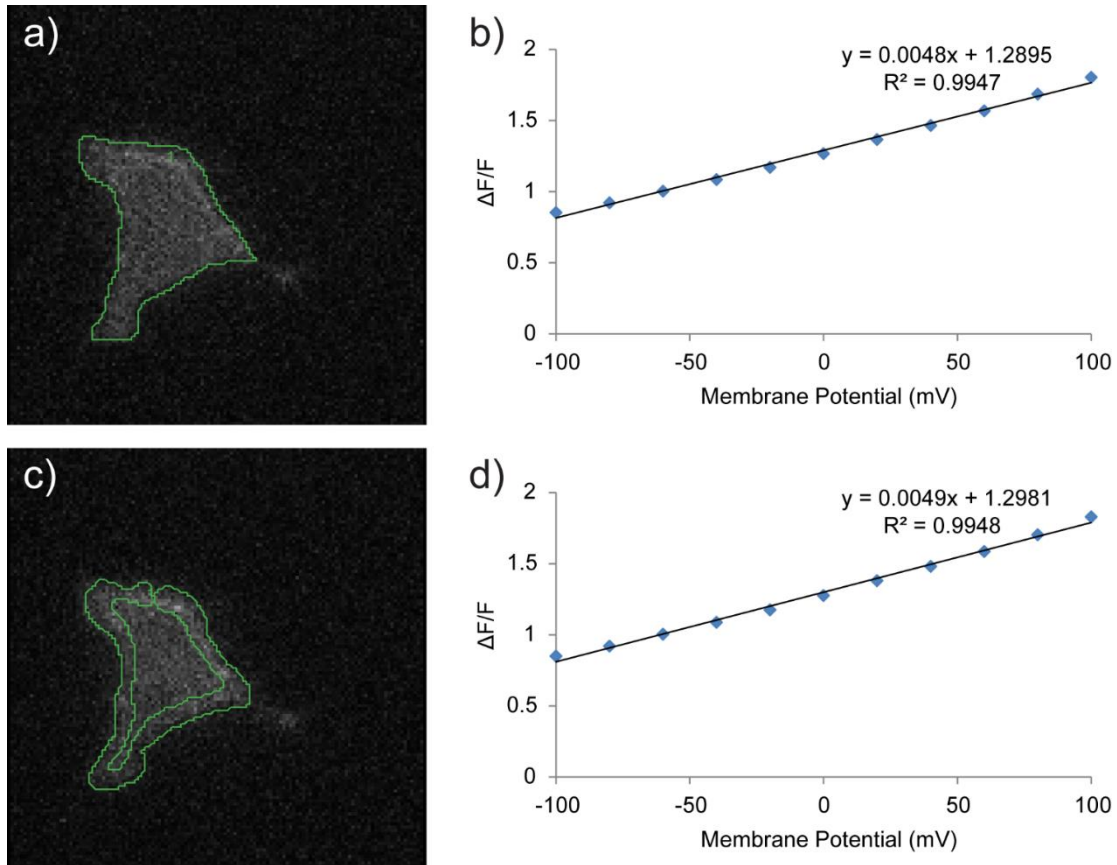 a)
b)
y = 0.0048x + 1.2895
R² = 0.9947
ΔF/F
2
1.5
1
0.5
0
-100 -50 0 50 100
Membrane Potential (mV)
c)
d)
y = 0.0049x + 1.2981
R² = 0.9948
ΔF/F
2
1.5
1
0.5
0
-100 -50 0 50 100
Membrane Potential (mV)